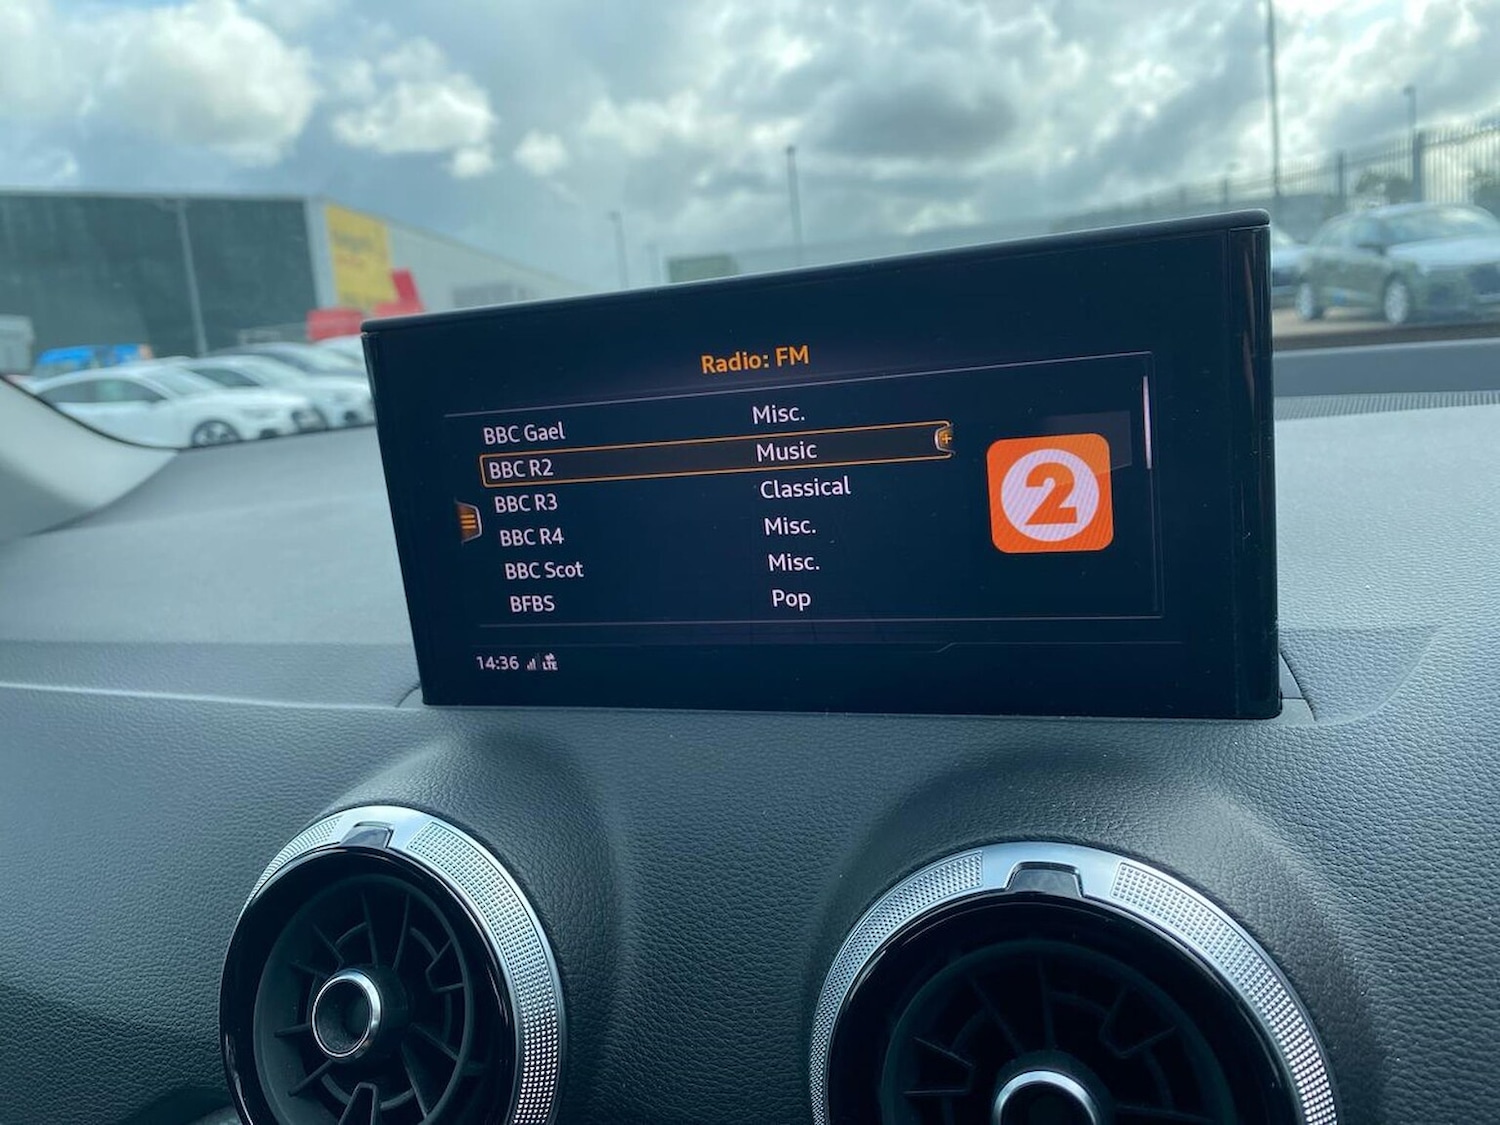 Radio: FM
BBC Gael Misc.
BBC R2 Music
BBC R3 Classical
BBC R4 Misc.
BBC Scot Misc.
BFBS Pop
2
14:36 LTE